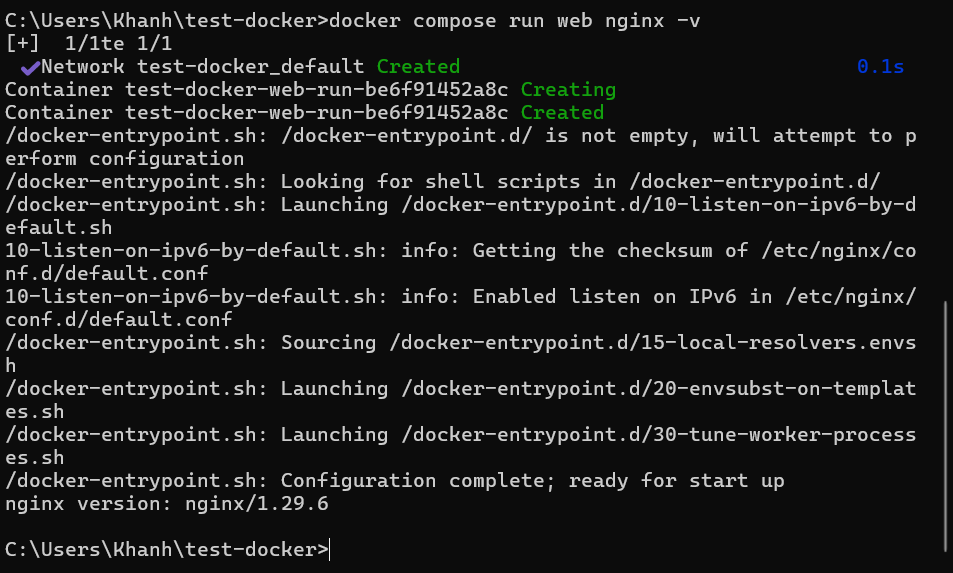 C:\Users\Khanh\test-docker>docker compose run web nginx -v
[+]  1/1te 1/1
 ✔Network test-docker_default Created 0.1s
Container test-docker-web-run-be6f91452a8c Creating
Container test-docker-web-run-be6f91452a8c Created
/docker-entrypoint.sh: /docker-entrypoint.d/ is not empty, will attempt to p
erform configuration
/docker-entrypoint.sh: Looking for shell scripts in /docker-entrypoint.d/
/docker-entrypoint.sh: Launching /docker-entrypoint.d/10-listen-on-ipv6-by-d
efault.sh
10-listen-on-ipv6-by-default.sh: info: Getting the checksum of /etc/nginx/co
nf.d/default.conf
10-listen-on-ipv6-by-default.sh: info: Enabled listen on IPv6 in /etc/nginx/
conf.d/default.conf
/docker-entrypoint.sh: Sourcing /docker-entrypoint.d/15-local-resolvers.envs
h
/docker-entrypoint.sh: Launching /docker-entrypoint.d/20-envsubst-on-templat
es.sh
/docker-entrypoint.sh: Launching /docker-entrypoint.d/30-tune-worker-process
es.sh
/docker-entrypoint.sh: Configuration complete; ready for start up
nginx version: nginx/1.29.6
C:\Users\Khanh\test-docker>